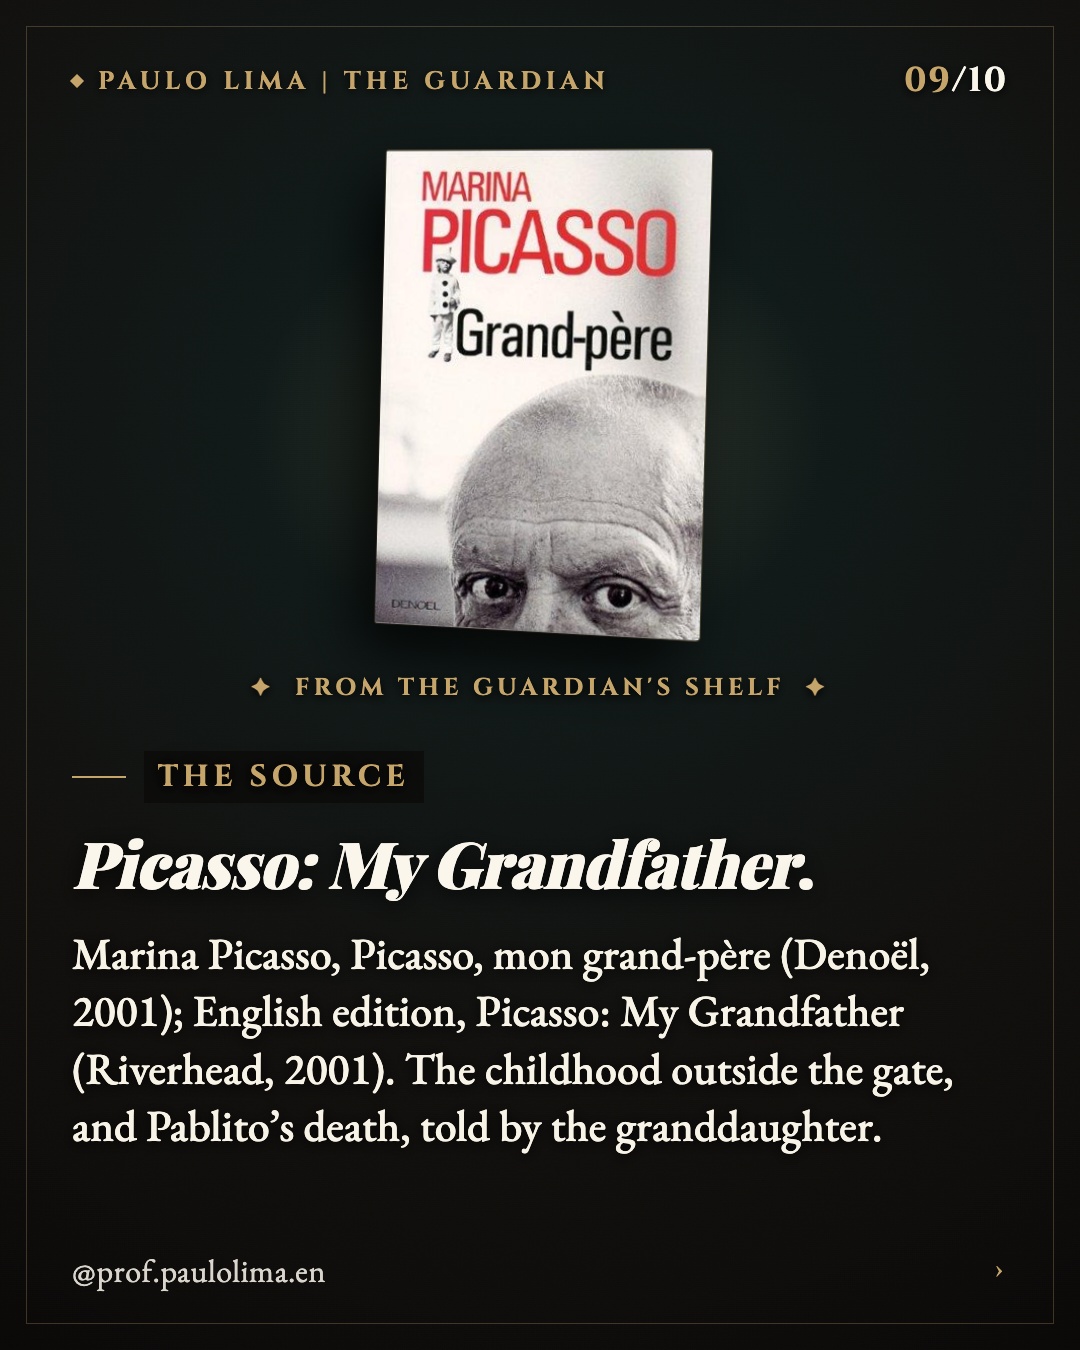 PAULO LIMA | THE GUARDIAN
09/10
MARINA
PICASSO
Grand-père
DENOËL
FROM THE GUARDIAN'S SHELF
THE SOURCE
Picasso: My Grandfather.
Marina Picasso, Picasso, mon grand-père (Denoël,
2001); English edition, Picasso: My Grandfather
(Riverhead, 2001). The childhood outside the gate,
and Pablito’s death, told by the granddaughter.
@prof.paulolima.en